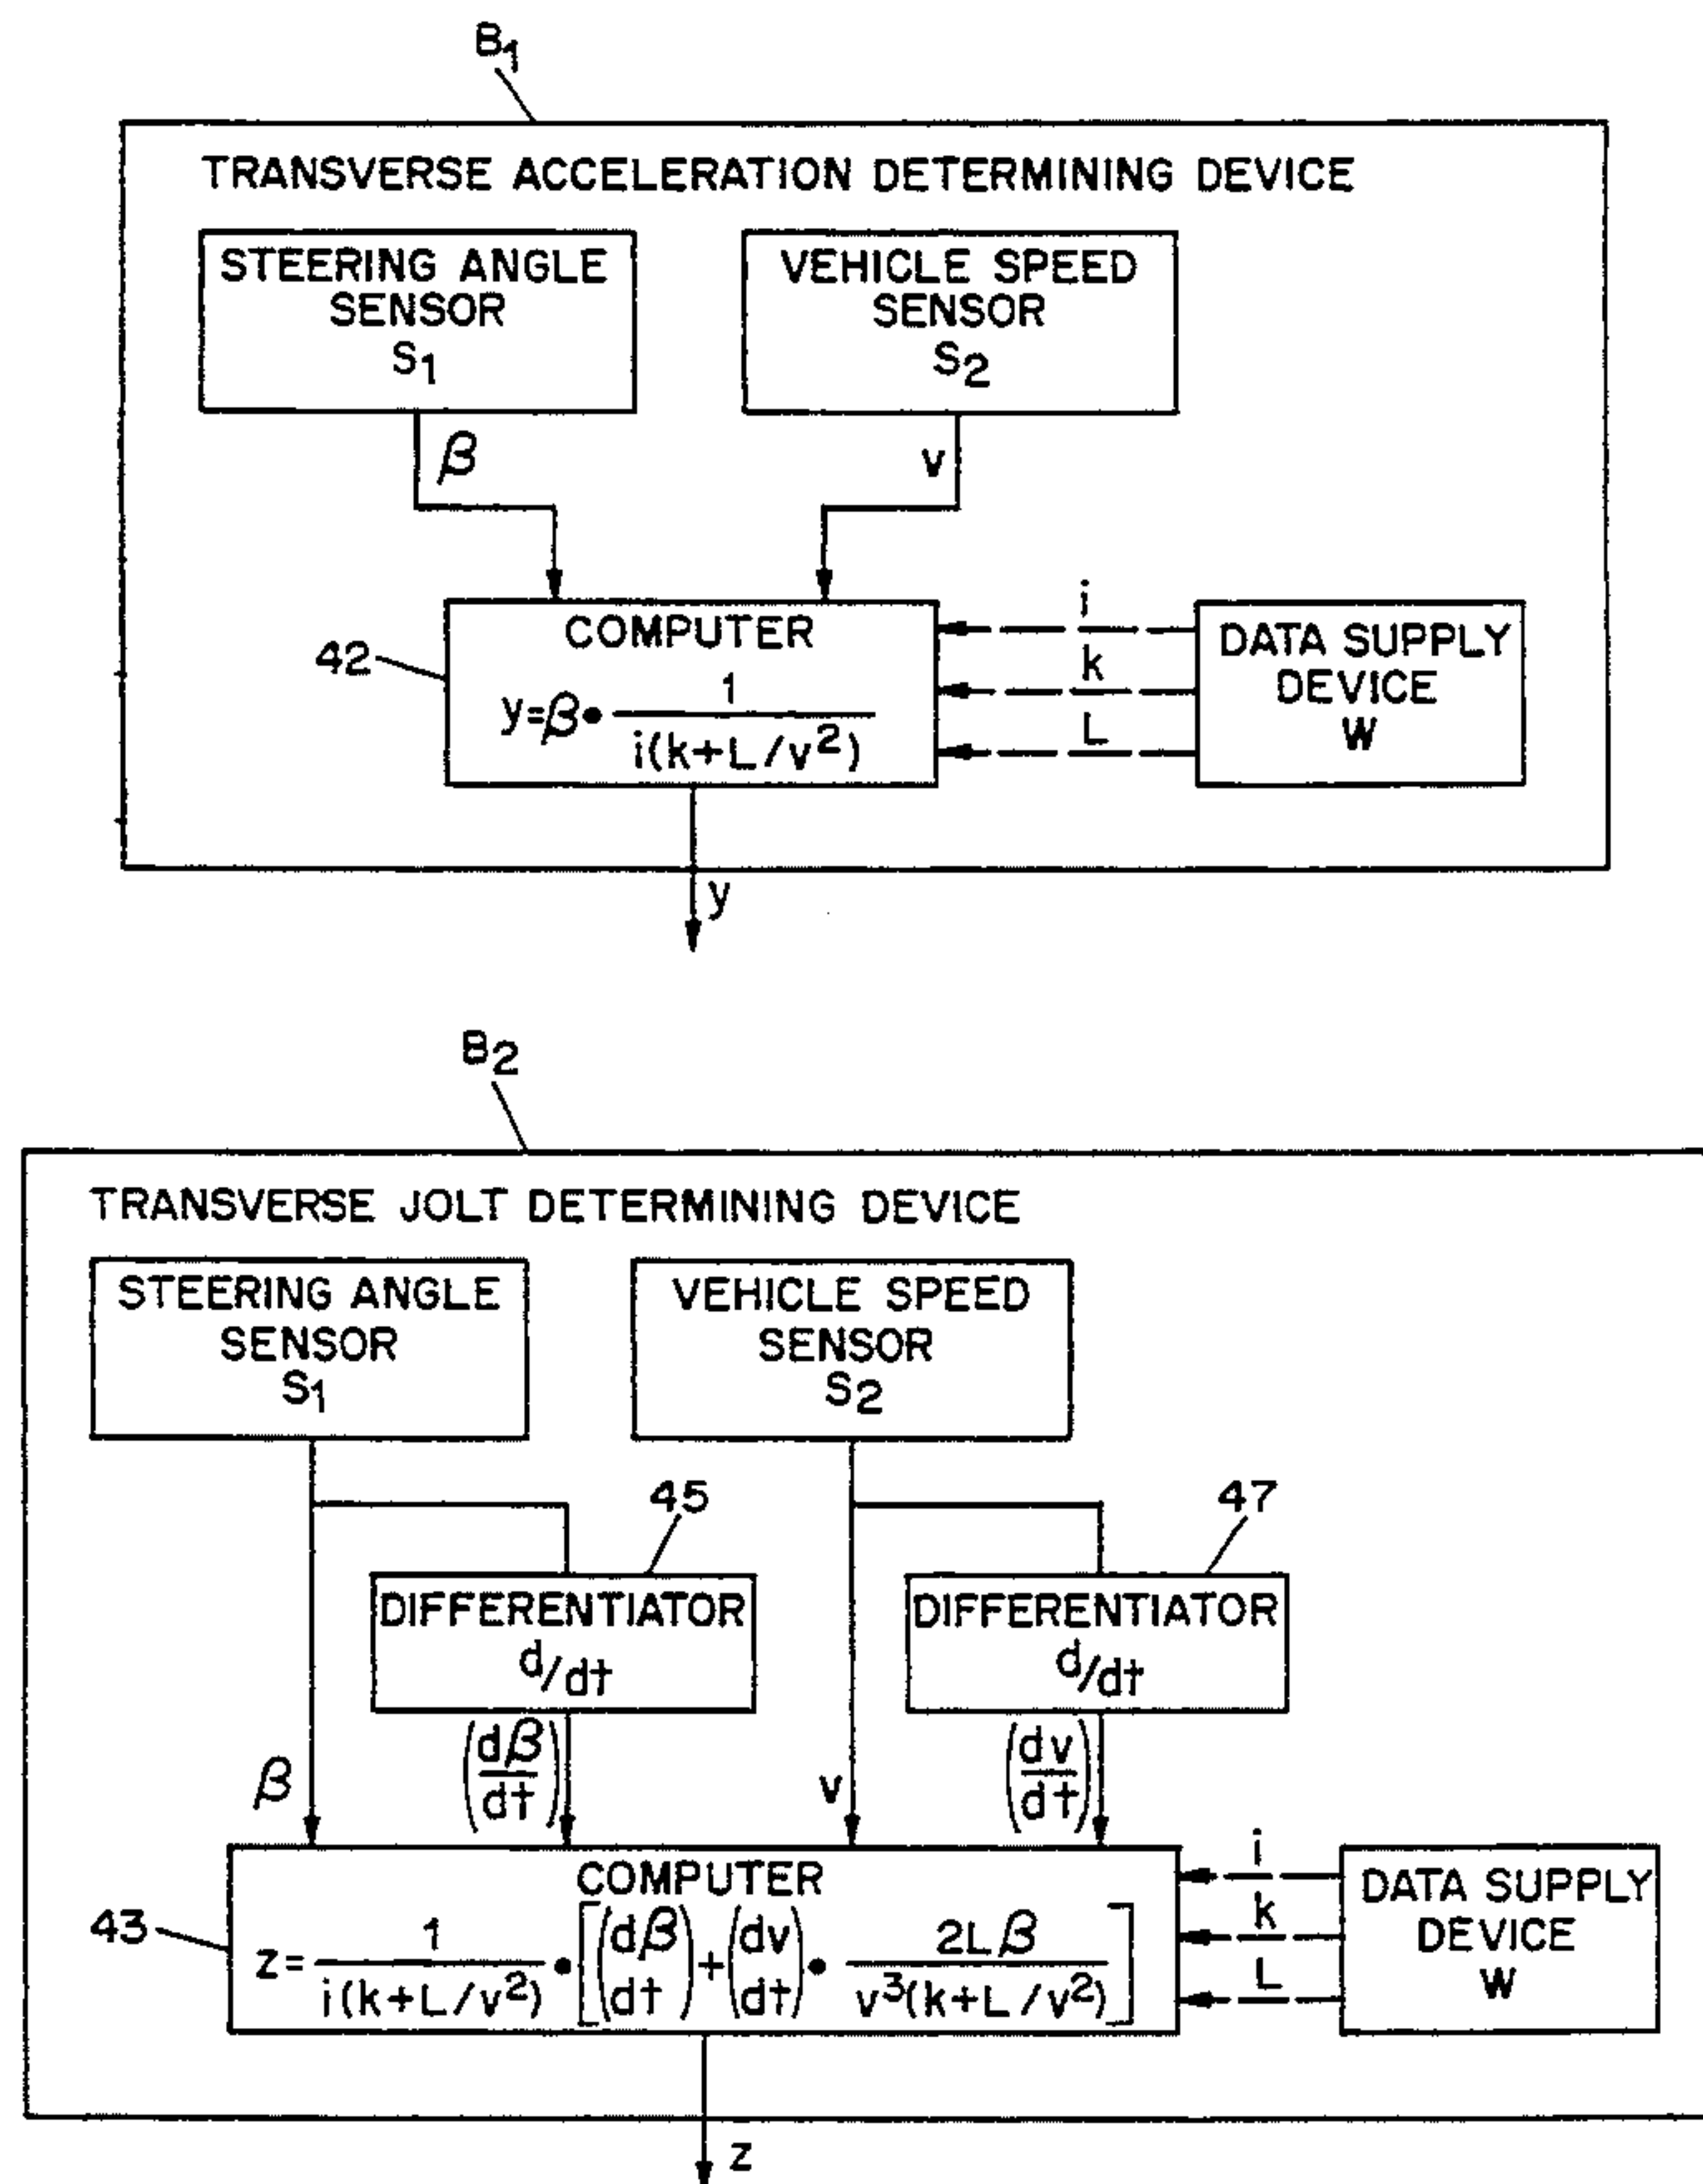 B1
TRANSVERSE ACCELERATION DETERMINING DEVICE
STEERING ANGLE
SENSOR
S1
VEHICLE SPEED
SENSOR
S2
β
v
42
COMPUTER
y=β• 1/i(k+L/v²)
i
k
L
DATA SUPPLY
DEVICE
W
y
B2
TRANSVERSE JOLT DETERMINING DEVICE
STEERING ANGLE
SENSOR
S1
VEHICLE SPEED
SENSOR
S2
45
47
DIFFERENTIATOR
d/dt
DIFFERENTIATOR
d/dt
β
(dβ/dt)
v
(dv/dt)
43
COMPUTER
z= 1/i(k+L/v²) • [(dβ dt)+(dv dt)• 2Lβ/v³(k+L/v²)]
i
k
L
DATA SUPPLY
DEVICE
W
z